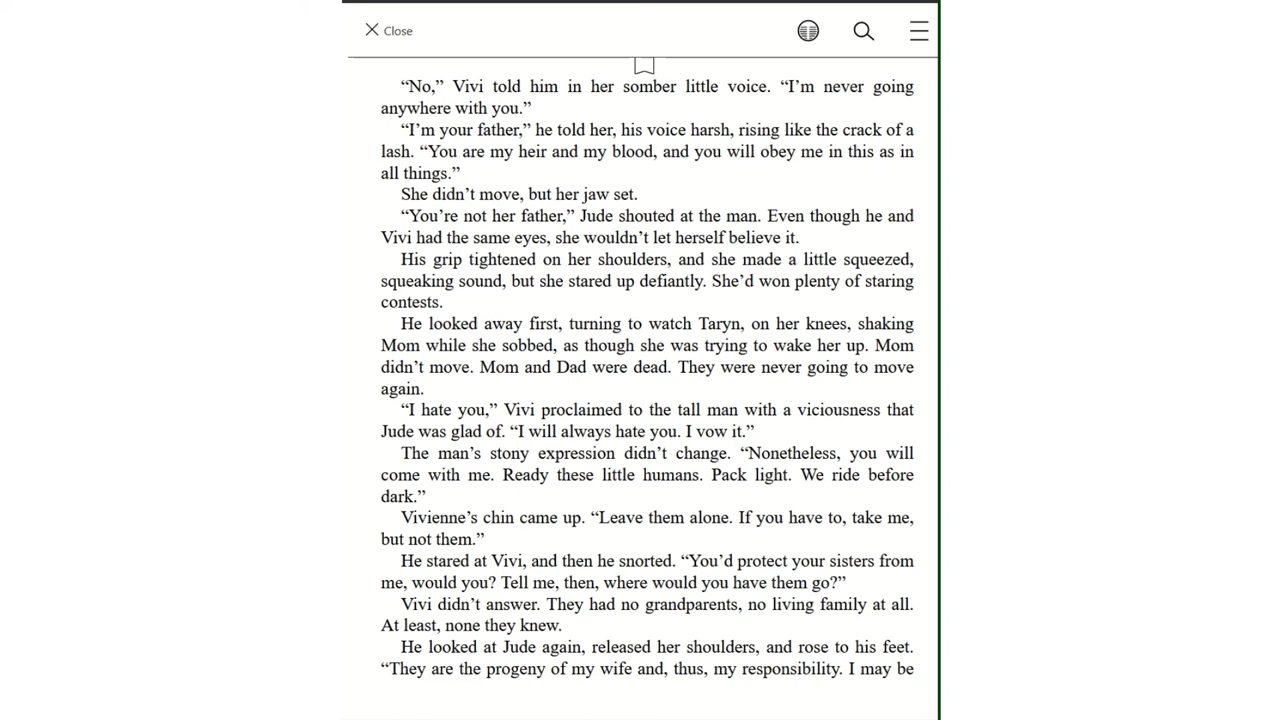 Close
“No,” Vivi told him in her somber little voice. “I’m never going
anywhere with you.”
“I’m your father,” he told her, his voice harsh, rising like the crack of a
lash. “You are my heir and my blood, and you will obey me in this as in
all things.”
She didn’t move, but her jaw set.
“You’re not her father,” Jude shouted at the man. Even though he and
Vivi had the same eyes, she wouldn’t let herself believe it.
His grip tightened on her shoulders, and she made a little squeezed,
squeaking sound, but she stared up defiantly. She’d won plenty of staring
contests.
He looked away first, turning to watch Taryn, on her knees, shaking
Mom while she sobbed, as though she was trying to wake her up. Mom
didn’t move. Mom and Dad were dead. They were never going to move
again.
“I hate you,” Vivi proclaimed to the tall man with a viciousness that
Jude was glad of. “I will always hate you. I vow it.”
The man’s stony expression didn’t change. “Nonetheless, you will
come with me. Ready these little humans. Pack light. We ride before
dark.”
Vivienne’s chin came up. “Leave them alone. If you have to, take me,
but not them.”
He stared at Vivi, and then he snorted. “You’d protect your sisters from
me, would you? Tell me, then, where would you have them go?”
Vivi didn’t answer. They had no grandparents, no living family at all.
At least, none they knew.
He looked at Jude again, released her shoulders, and rose to his feet.
“They are the progeny of my wife and, thus, my responsibility. I may be